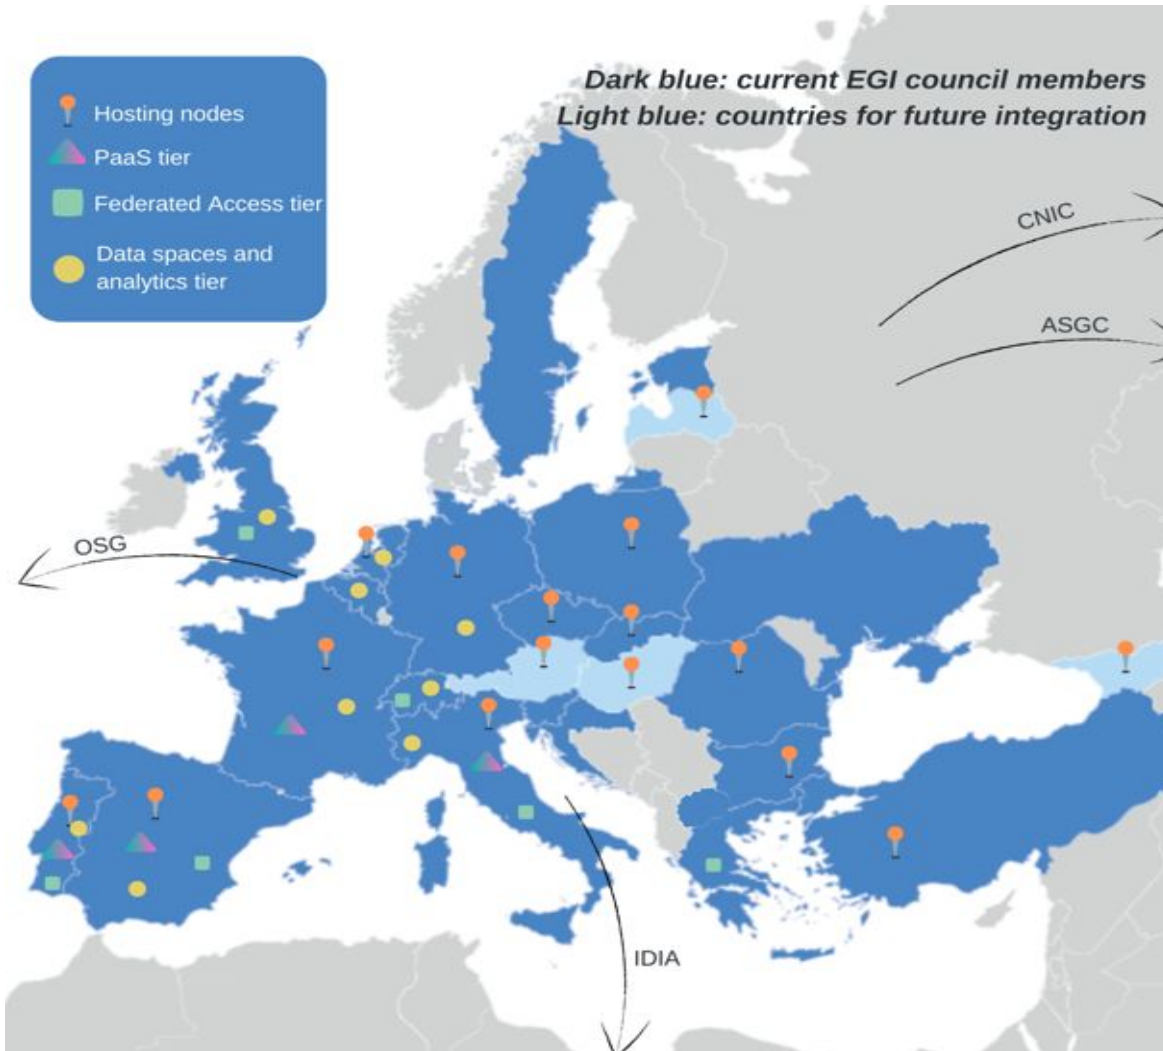 Dark blue: current EGI council members
Light blue: countries for future integration
Hosting nodes
PaaS tier
Federated Access tier
Data spaces and
analytics tier
CNIC
ASGC
OSG
IDIA